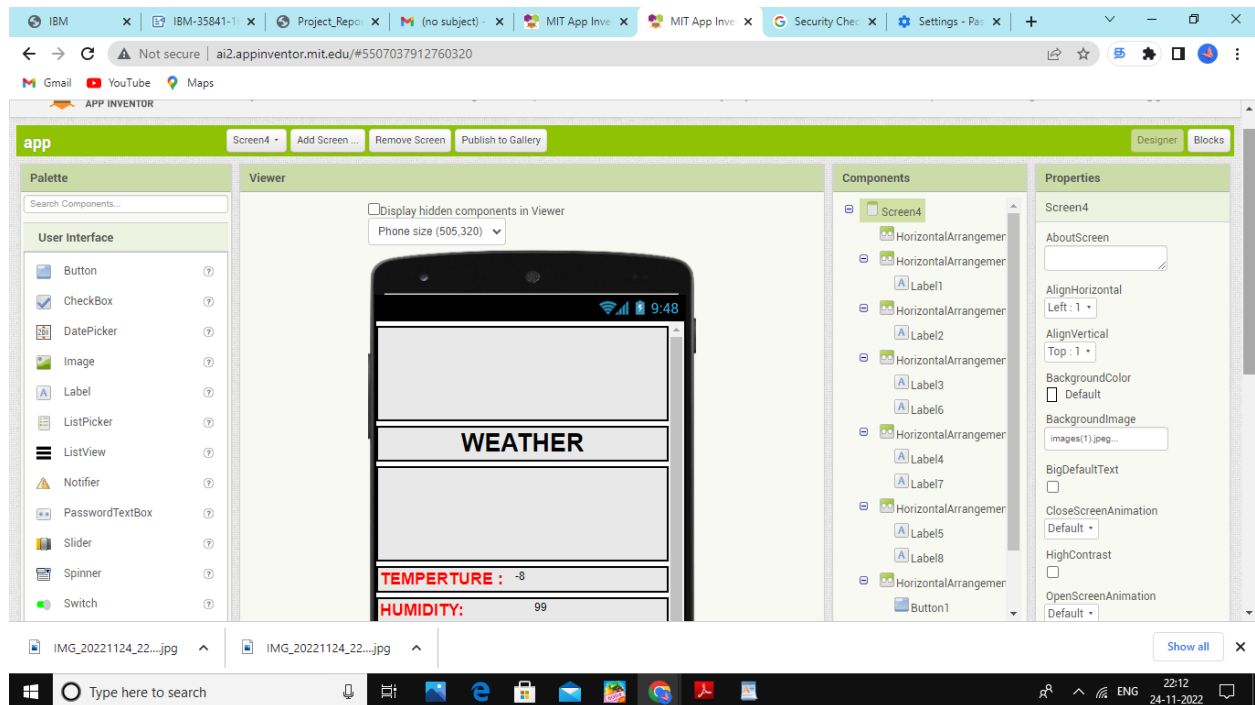 IBM
IBM-35841-1
Project_Repo
(no subject) -
MIT App Inve
MIT App Inve
Security Chec
Settings - Pas
Not secure | ai2.appinventor.mit.edu/#5507037912760320
Gmail YouTube Maps
APP INVENTOR
app
Screen4 Add Screen ... Remove Screen Publish to Gallery
Designer Blocks
Palette
Search Components...
User Interface
Button
CheckBox
DatePicker
Image
Label
ListPicker
ListView
Notifier
PasswordTextBox
Slider
Spinner
Switch
Viewer
Display hidden components in Viewer
Phone size (505,320)
9:48
WEATHER
TEMPERTURE : -8
HUMIDITY: 99
Components
Screen4
HorizontalArrangemer
HorizontalArrangemer
Label1
HorizontalArrangemer
Label2
HorizontalArrangemer
Label3
Label6
HorizontalArrangemer
Label4
Label7
HorizontalArrangemer
Label5
Label8
HorizontalArrangemer
Button1
Properties
Screen4
AboutScreen
AlignHorizontal
Left : 1
AlignVertical
Top : 1
BackgroundColor
Default
BackgroundImage
images(1).jpeg...
BigDefaultText
CloseScreenAnimation
Default
HighContrast
OpenScreenAnimation
Default
IMG_20221124_22....jpg
IMG_20221124_22....jpg
Show all
Type here to search
ENG
22:12
24-11-2022